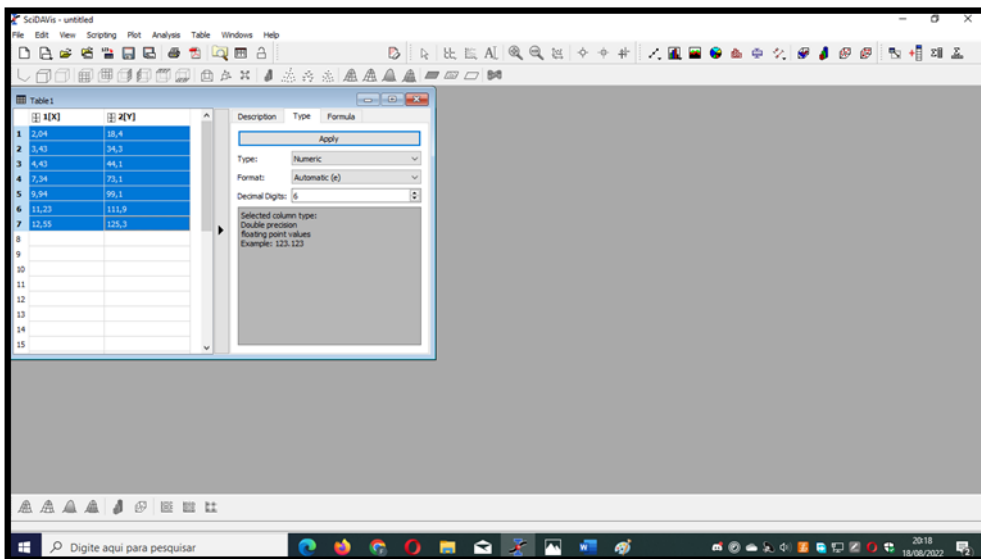 SciDAVis - untitled
File Edit View Scripting Plot Analysis Table Windows Help
Table1
1[X] 2[Y]
1 2,04 18,4
2 3,43 34,3
3 4,43 44,1
4 7,34 73,1
5 9,94 99,1
6 11,23 111,9
7 12,55 125,3
8
9
10
11
12
13
14
15
Description Type Formula
Apply
Type: Numeric
Format: Automatic (e)
Decimal Digits: 6
Selected column type:
Double precision
floating point values
Example: 123.123
Digite aqui para pesquisar
20:18
18/08/2022